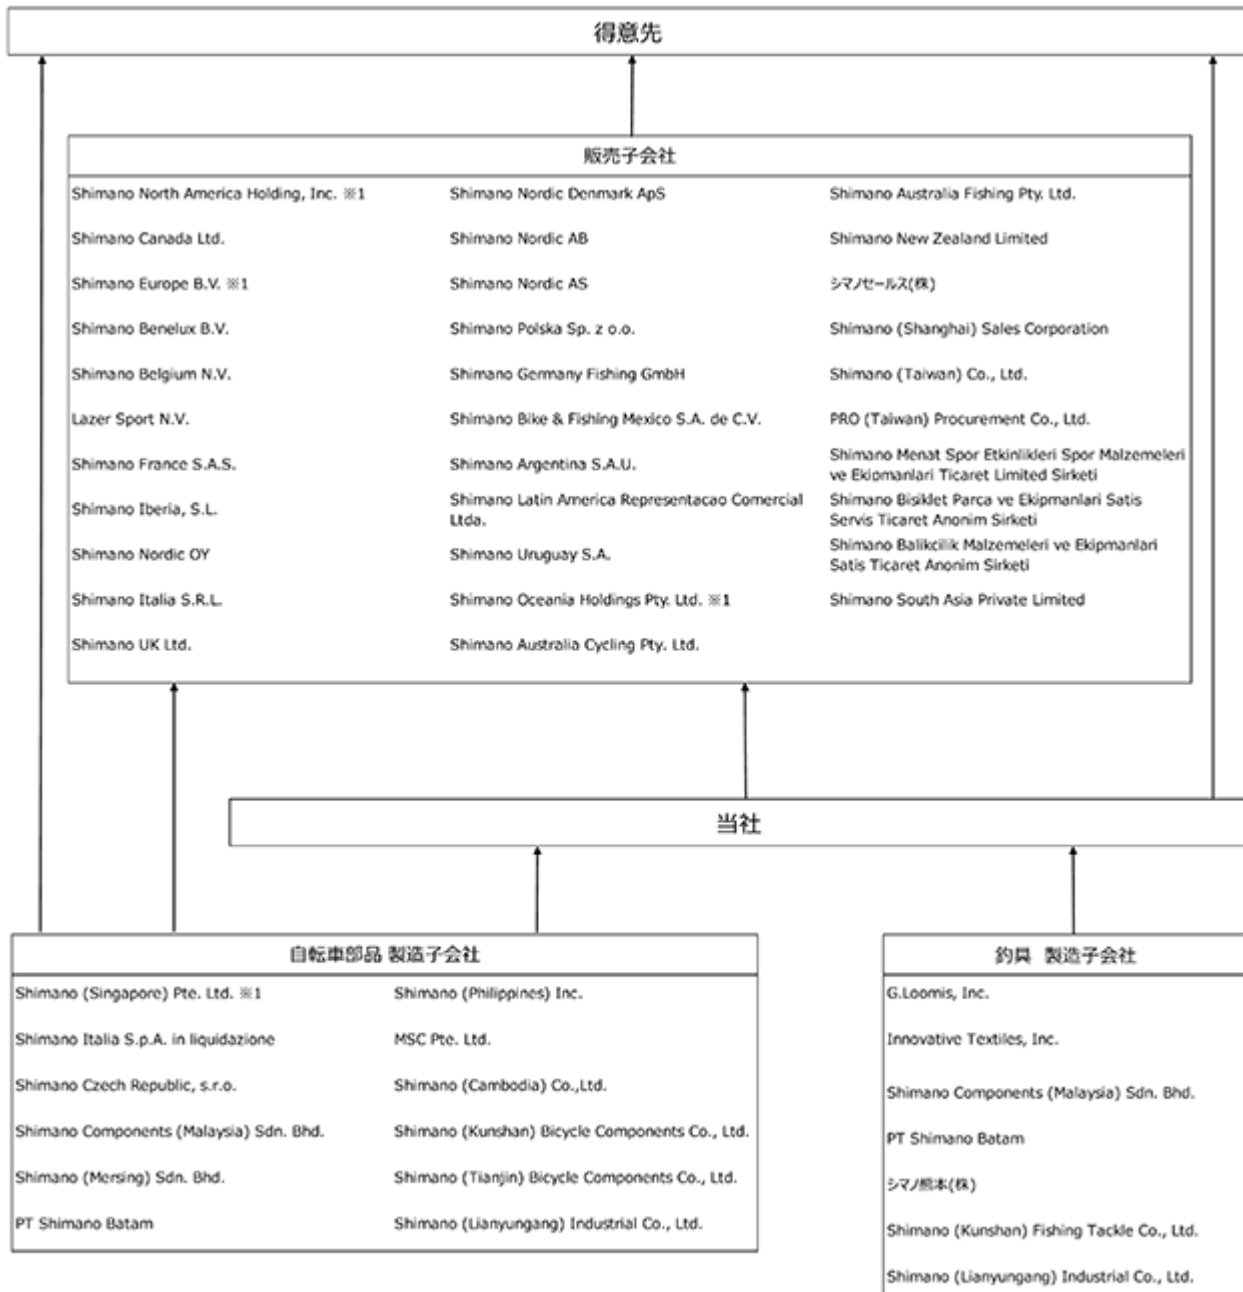 得意先
販売子会社
Shimano North America Holding, Inc. ※1
Shimano Canada Ltd.
Shimano Europe B.V. ※1
Shimano Benelux B.V.
Shimano Belgium N.V.
Lazer Sport N.V.
Shimano France S.A.S.
Shimano Iberia, S.L.
Shimano Nordic OY
Shimano Italia S.R.L.
Shimano UK Ltd.
Shimano Nordic Denmark ApS
Shimano Nordic AB
Shimano Nordic AS
Shimano Polska Sp. z o.o.
Shimano Germany Fishing GmbH
Shimano Bike & Fishing Mexico S.A. de C.V.
Shimano Argentina S.A.U.
Shimano Latin America Representacao Comercial
Ltda.
Shimano Uruguay S.A.
Shimano Oceania Holdings Pty. Ltd. ※1
Shimano Australia Cycling Pty. Ltd.
Shimano Australia Fishing Pty. Ltd.
Shimano New Zealand Limited
シマノセールス(株)
Shimano (Shanghai) Sales Corporation
Shimano (Taiwan) Co., Ltd.
PRO (Taiwan) Procurement Co., Ltd.
Shimano Menat Spor Etkinlikleri Spor Malzemeleri
ve Ekipmanlari Ticaret Limited Sirketi
Shimano Bisiklet Parca ve Ekipmanlari Satis
Servis Ticaret Anonim Sirketi
Shimano Balikcilik Malzemeleri ve Ekipmanlari
Satis Ticaret Anonim Sirketi
Shimano South Asia Private Limited
当社
自転車部品 製造子会社
Shimano (Singapore) Pte. Ltd. ※1
Shimano Italia S.p.A. in liquidazione
Shimano Czech Republic, s.r.o.
Shimano Components (Malaysia) Sdn. Bhd.
Shimano (Mersing) Sdn. Bhd.
PT Shimano Batam
Shimano (Philippines) Inc.
MSC Pte. Ltd.
Shimano (Cambodia) Co.,Ltd.
Shimano (Kunshan) Bicycle Components Co., Ltd.
Shimano (Tianjin) Bicycle Components Co., Ltd.
Shimano (Lianyungang) Industrial Co., Ltd.
釣具 製造子会社
G.Loomis, Inc.
Innovative Textiles, Inc.
Shimano Components (Malaysia) Sdn. Bhd.
PT Shimano Batam
シマノ熊本(株)
Shimano (Kunshan) Fishing Tackle Co., Ltd.
Shimano (Lianyungang) Industrial Co., Ltd.